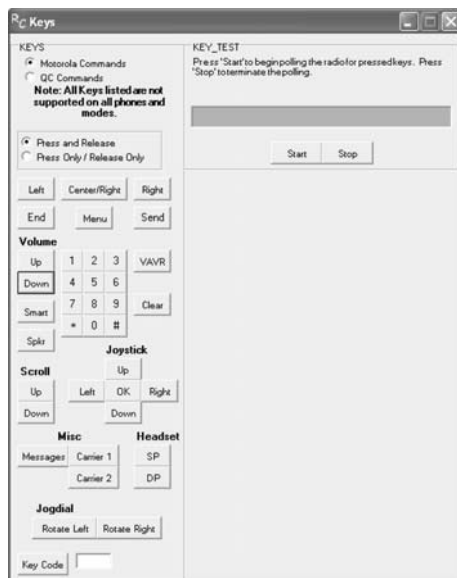 RC Keys
KEYS
Motorola Commands
QC Commands
Note: All Keys listed are not
supported on all phones and
modes.
Press and Release
Press Only / Release Only
Left Center/Right Right
End Menu Send
Volume
Up 1 2 3 VAVR
Down 4 5 6
Smart 7 8 9 Clear
* 0 #
Spkr
Joystick
Up
Scroll
Up Left OK Right
Down Down
Misc Headset
Messages Carrier 1 SP
Carrier 2 DP
Jogdial
Rotate Left Rotate Right
Key Code
KEY_TEST
Press 'Start' to begin polling the radio for pressed keys. Press
'Stop' to terminate the polling.
Start Stop